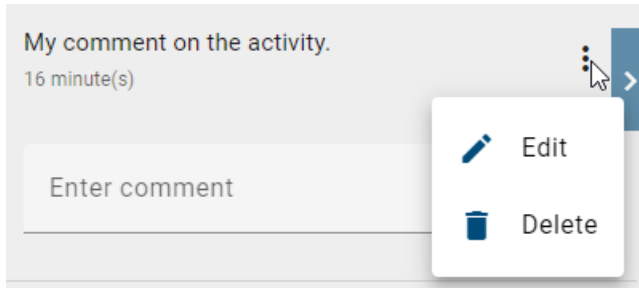 My comment on the activity.
16 minute(s)
Edit
Enter comment
Delete